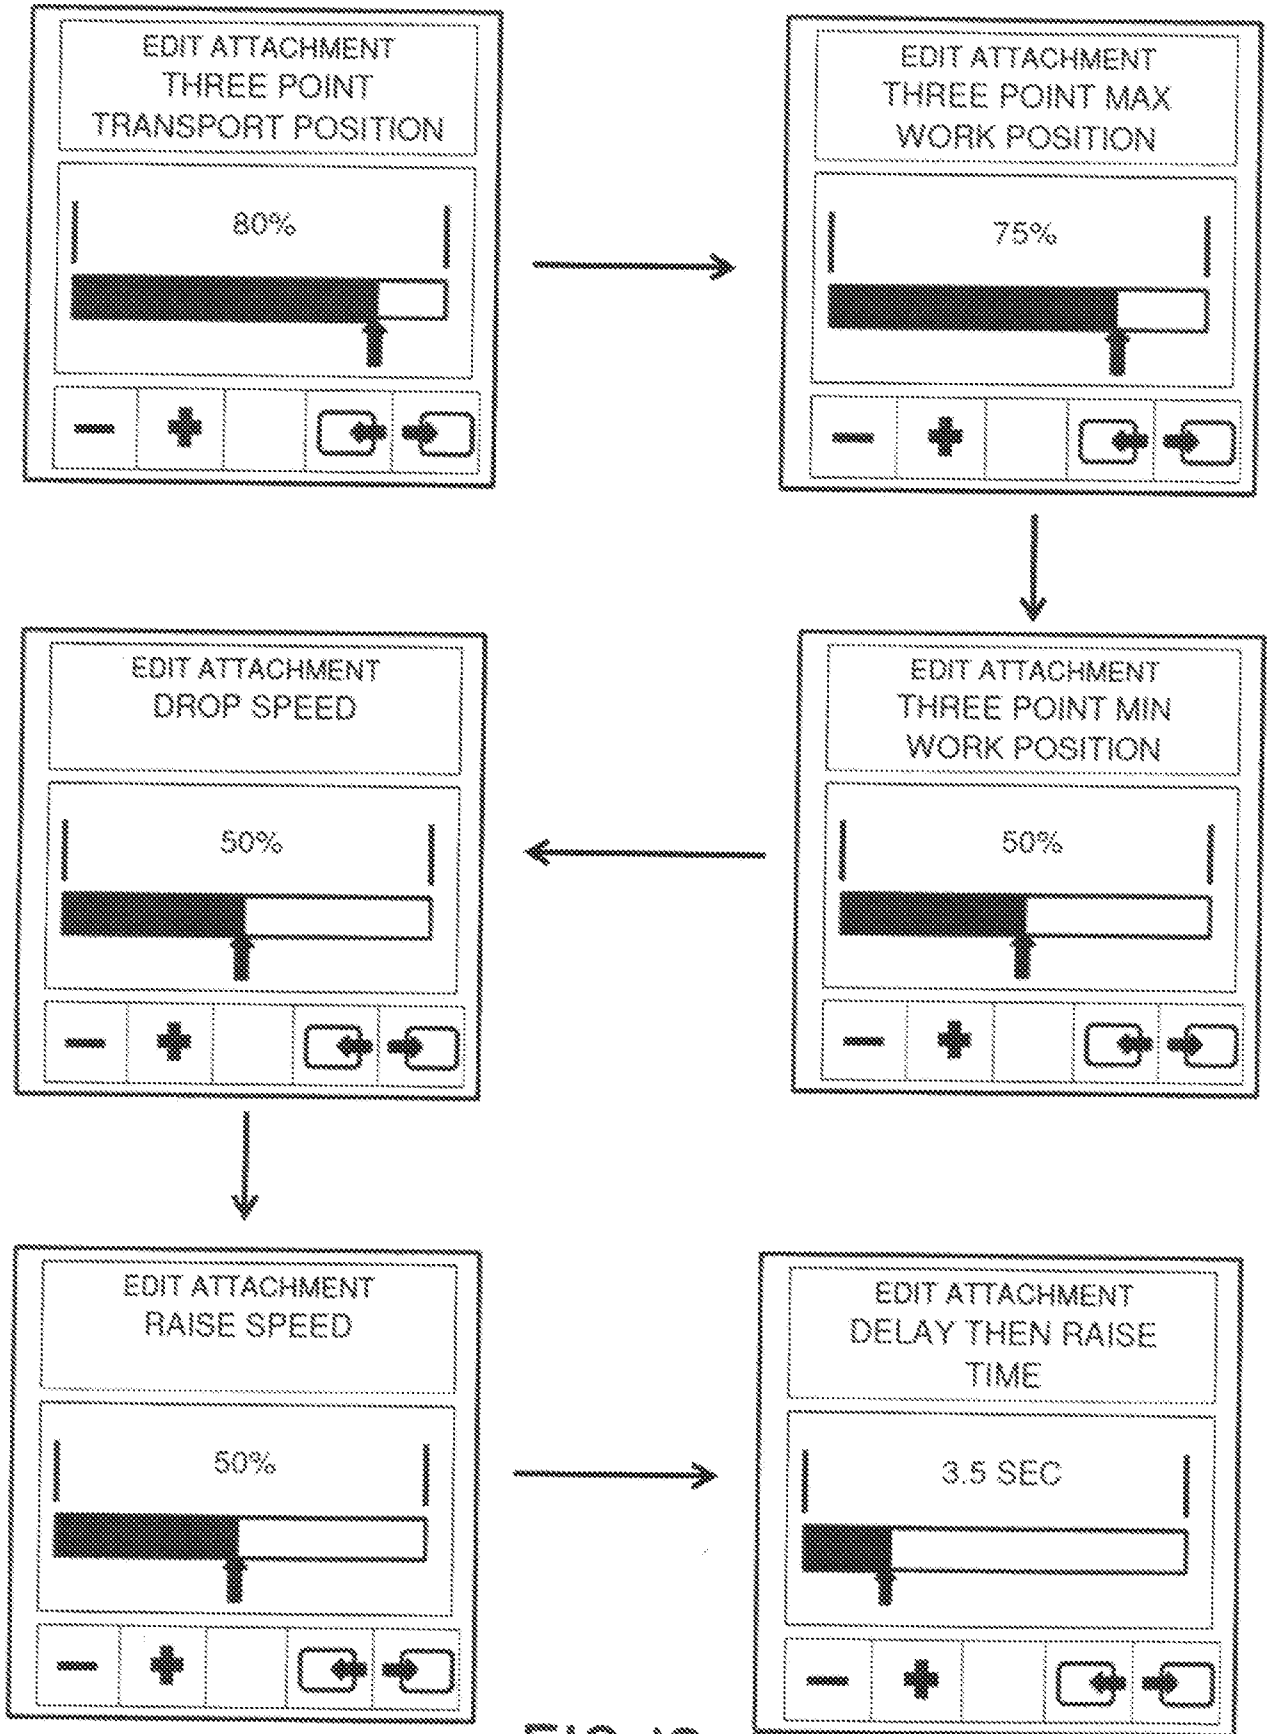 EDIT ATTACHMENT
THREE POINT
TRANSPORT POSITION
80%
EDIT ATTACHMENT
THREE POINT MAX
WORK POSITION
75%
EDIT ATTACHMENT
THREE POINT MIN
WORK POSITION
50%
EDIT ATTACHMENT
DROP SPEED
50%
EDIT ATTACHMENT
RAISE SPEED
50%
EDIT ATTACHMENT
DELAY THEN RAISE
TIME
3.5 SEC